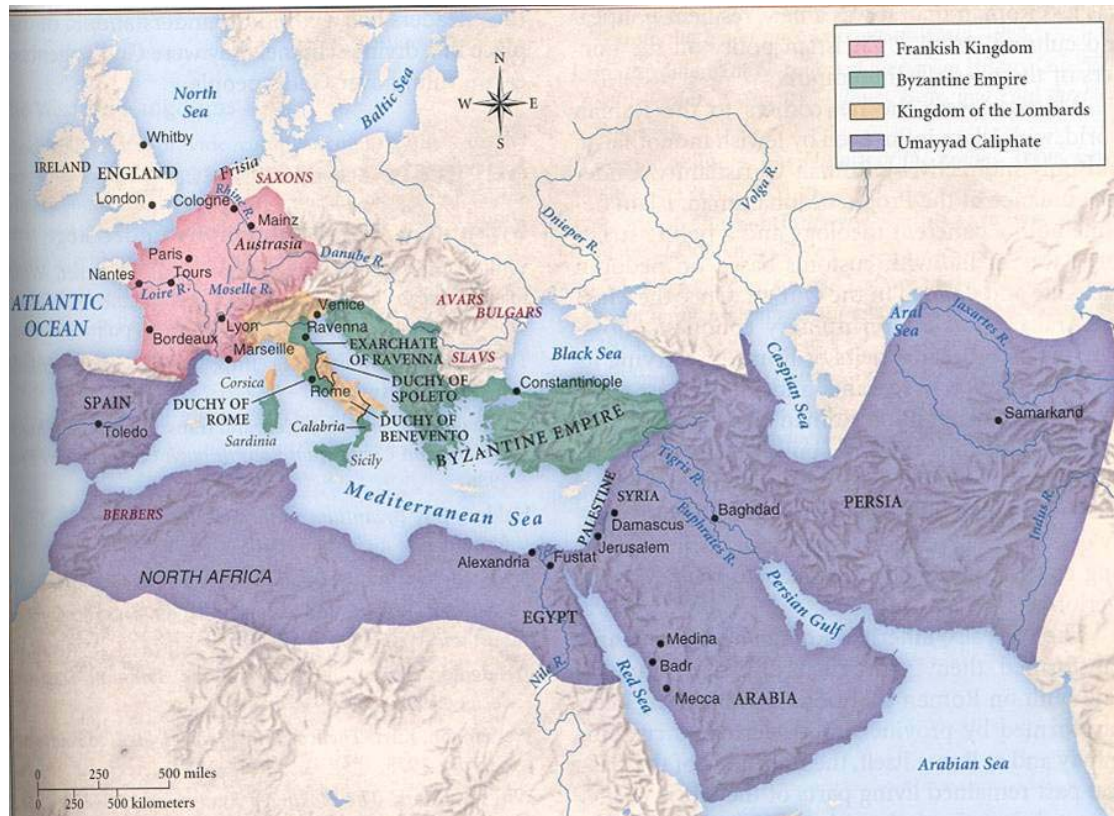 Frankish Kingdom
Byzantine Empire
Kingdom of the Lombards
Umayyad Caliphate
N
W
E
S
North
Sea
Baltic Sea
Whitby
IRELAND
ENGLAND
London
Frisia
SAXONS
Rhine R.
Cologne
Mainz
Austrasia
Paris
Nantes
Tours
Loire R.
Moselle R.
Danube R.
Dnieper R.
Volga R.
ATLANTIC
OCEAN
Lyon
Bordeaux
Marseille
Venice
Ravenna
EXARCHATE
OF RAVENNA
AVARS
BULGARS
SLAVS
Black Sea
Caspian Sea
Aral
Sea
Jaxartes R.
Corsica
DUCHY OF
ROME
Rome
DUCHY OF
SPOLETO
Constantinople
SPAIN
Toledo
Sardinia
Calabria
DUCHY OF
BENEVENTO
Sicily
BYZANTINE EMPIRE
Samarkand
Mediterranean Sea
PALESTINE
SYRIA
Damascus
Jerusalem
Tigris R.
Euphrates R.
Baghdad
PERSIA
Indus R.
BERBERS
NORTH AFRICA
Alexandria
Fustat
EGYPT
Nile R.
Red Sea
Persian Gulf
Medina
Badr
Mecca
ARABIA
Arabian Sea
0 250 500 miles
0 250 500 kilometers